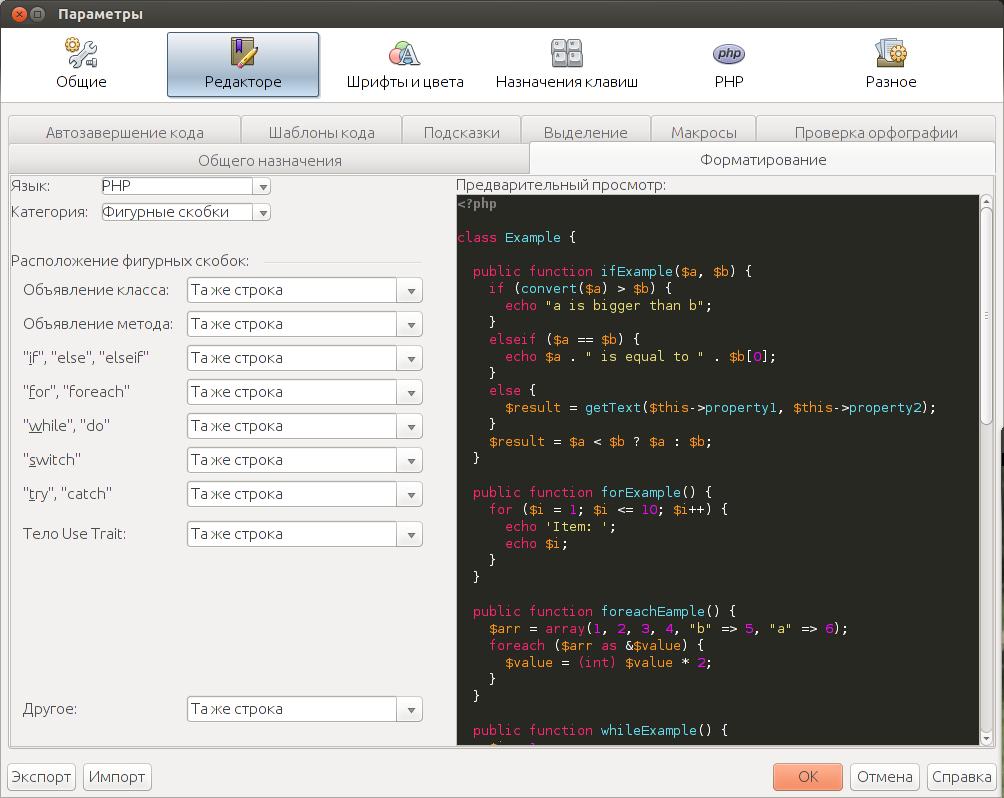 Параметры
Общие
Редакторе
Шрифты и цвета
Назначения клавиш
php
PHP
Разное
Автозавершение кода
Шаблоны кода
Подсказки
Выделение
Макросы
Проверка орфографии
Общего назначения
Форматирование
Язык: PHP
Категория: Фигурные скобки
Расположение фигурных скобок:
Объявление класса: Та же строка
Объявление метода: Та же строка
"if", "else", "elseif" Та же строка
"for", "foreach" Та же строка
"while", "do" Та же строка
"switch" Та же строка
"try", "catch" Та же строка
Тело Use Trait: Та же строка
Другое: Та же строка
Предварительный просмотр:
<?php
class Example {
public function ifExample($a, $b) {
if (convert($a) > $b) {
echo "a is bigger than b";
}
elseif ($a == $b) {
echo $a . " is equal to " . $b[0];
}
else {
$result = getText($this->property1, $this->property2);
}
$result = $a < $b ? $a : $b;
}
public function forExample() {
for ($i = 1; $i <= 10; $i++) {
echo 'Item: ';
echo $i;
}
}
public function foreachEample() {
$arr = array(1, 2, 3, 4, "b" => 5, "a" => 6);
foreach ($arr as &$value) {
$value = (int) $value * 2;
}
}
public function whileExample() {
Экспорт
Импорт
OK
Отмена
Справка